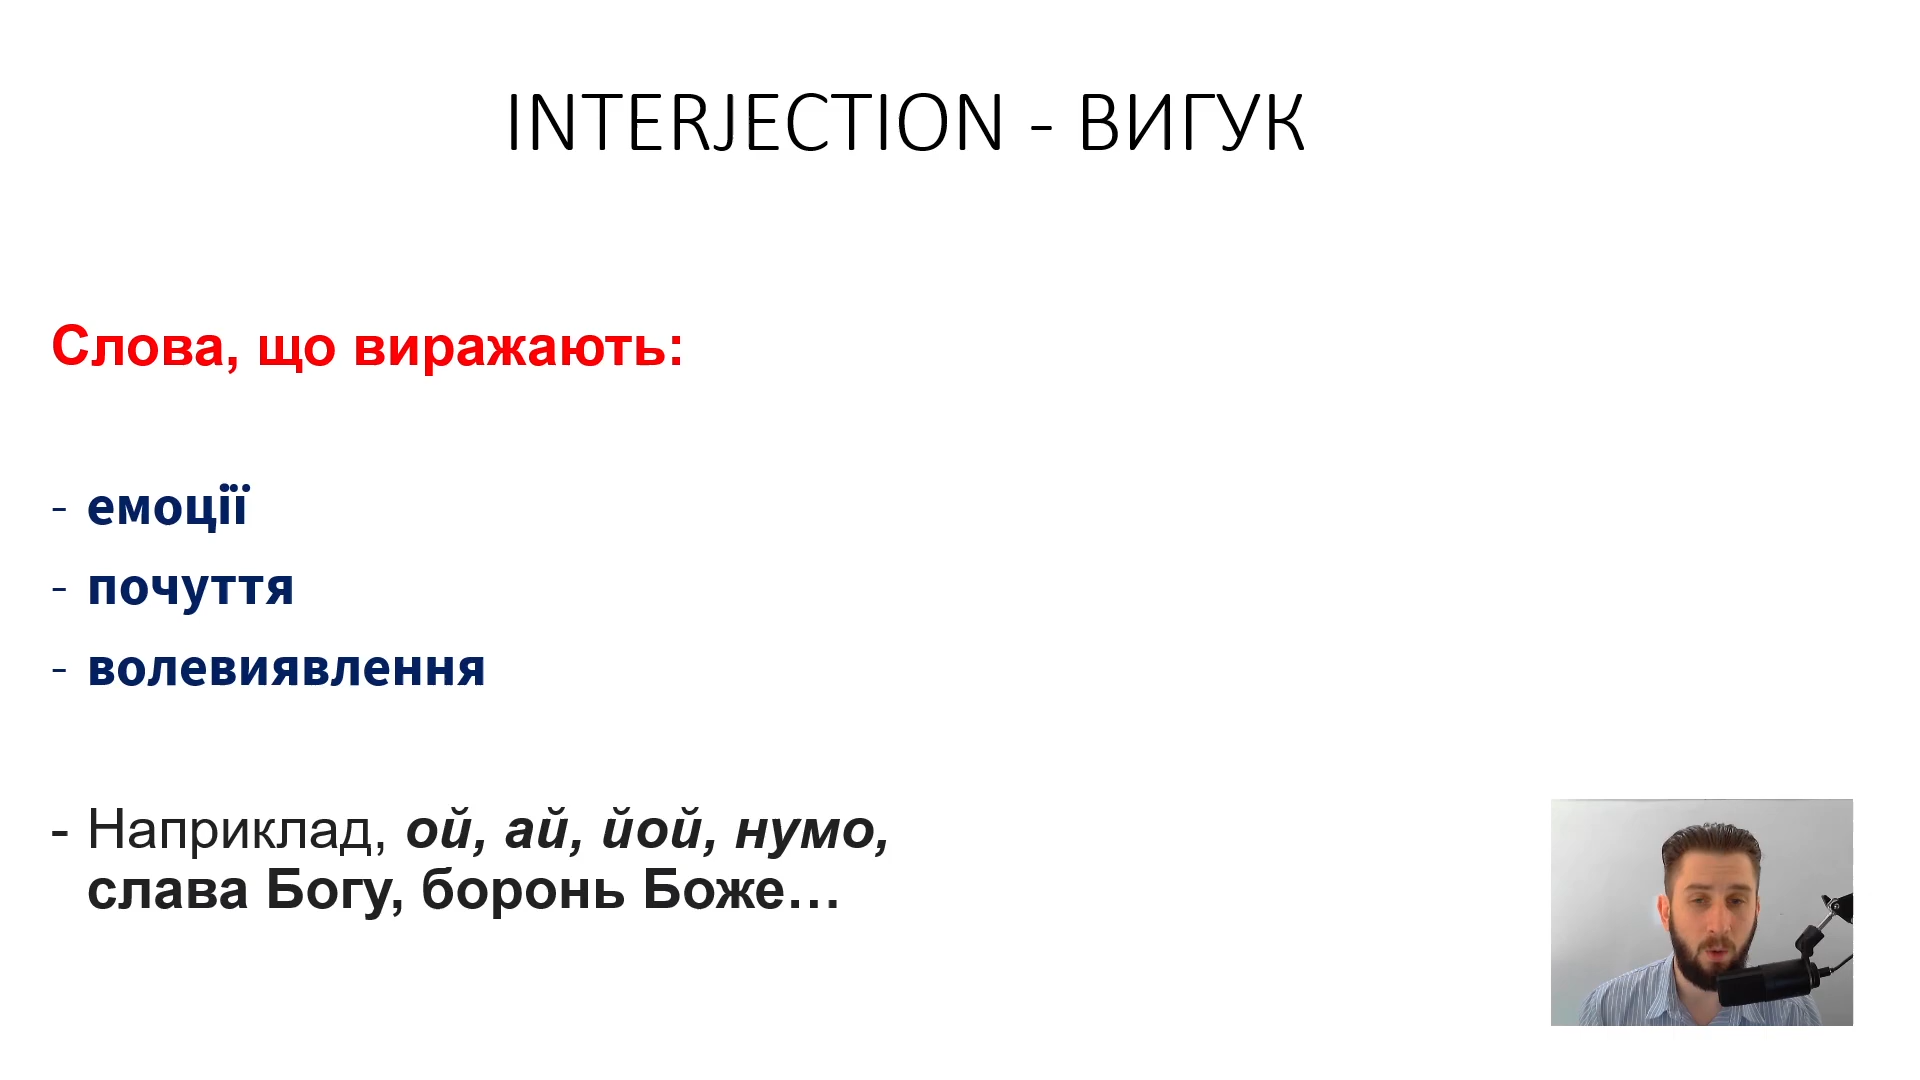 INTERJECTION - ВИГУК
Слова, що виражають:
- емоції
- почуття
- волевиявлення
- Наприклад, ой, ай, йой, нумо,
слава Богу, боронь Боже…